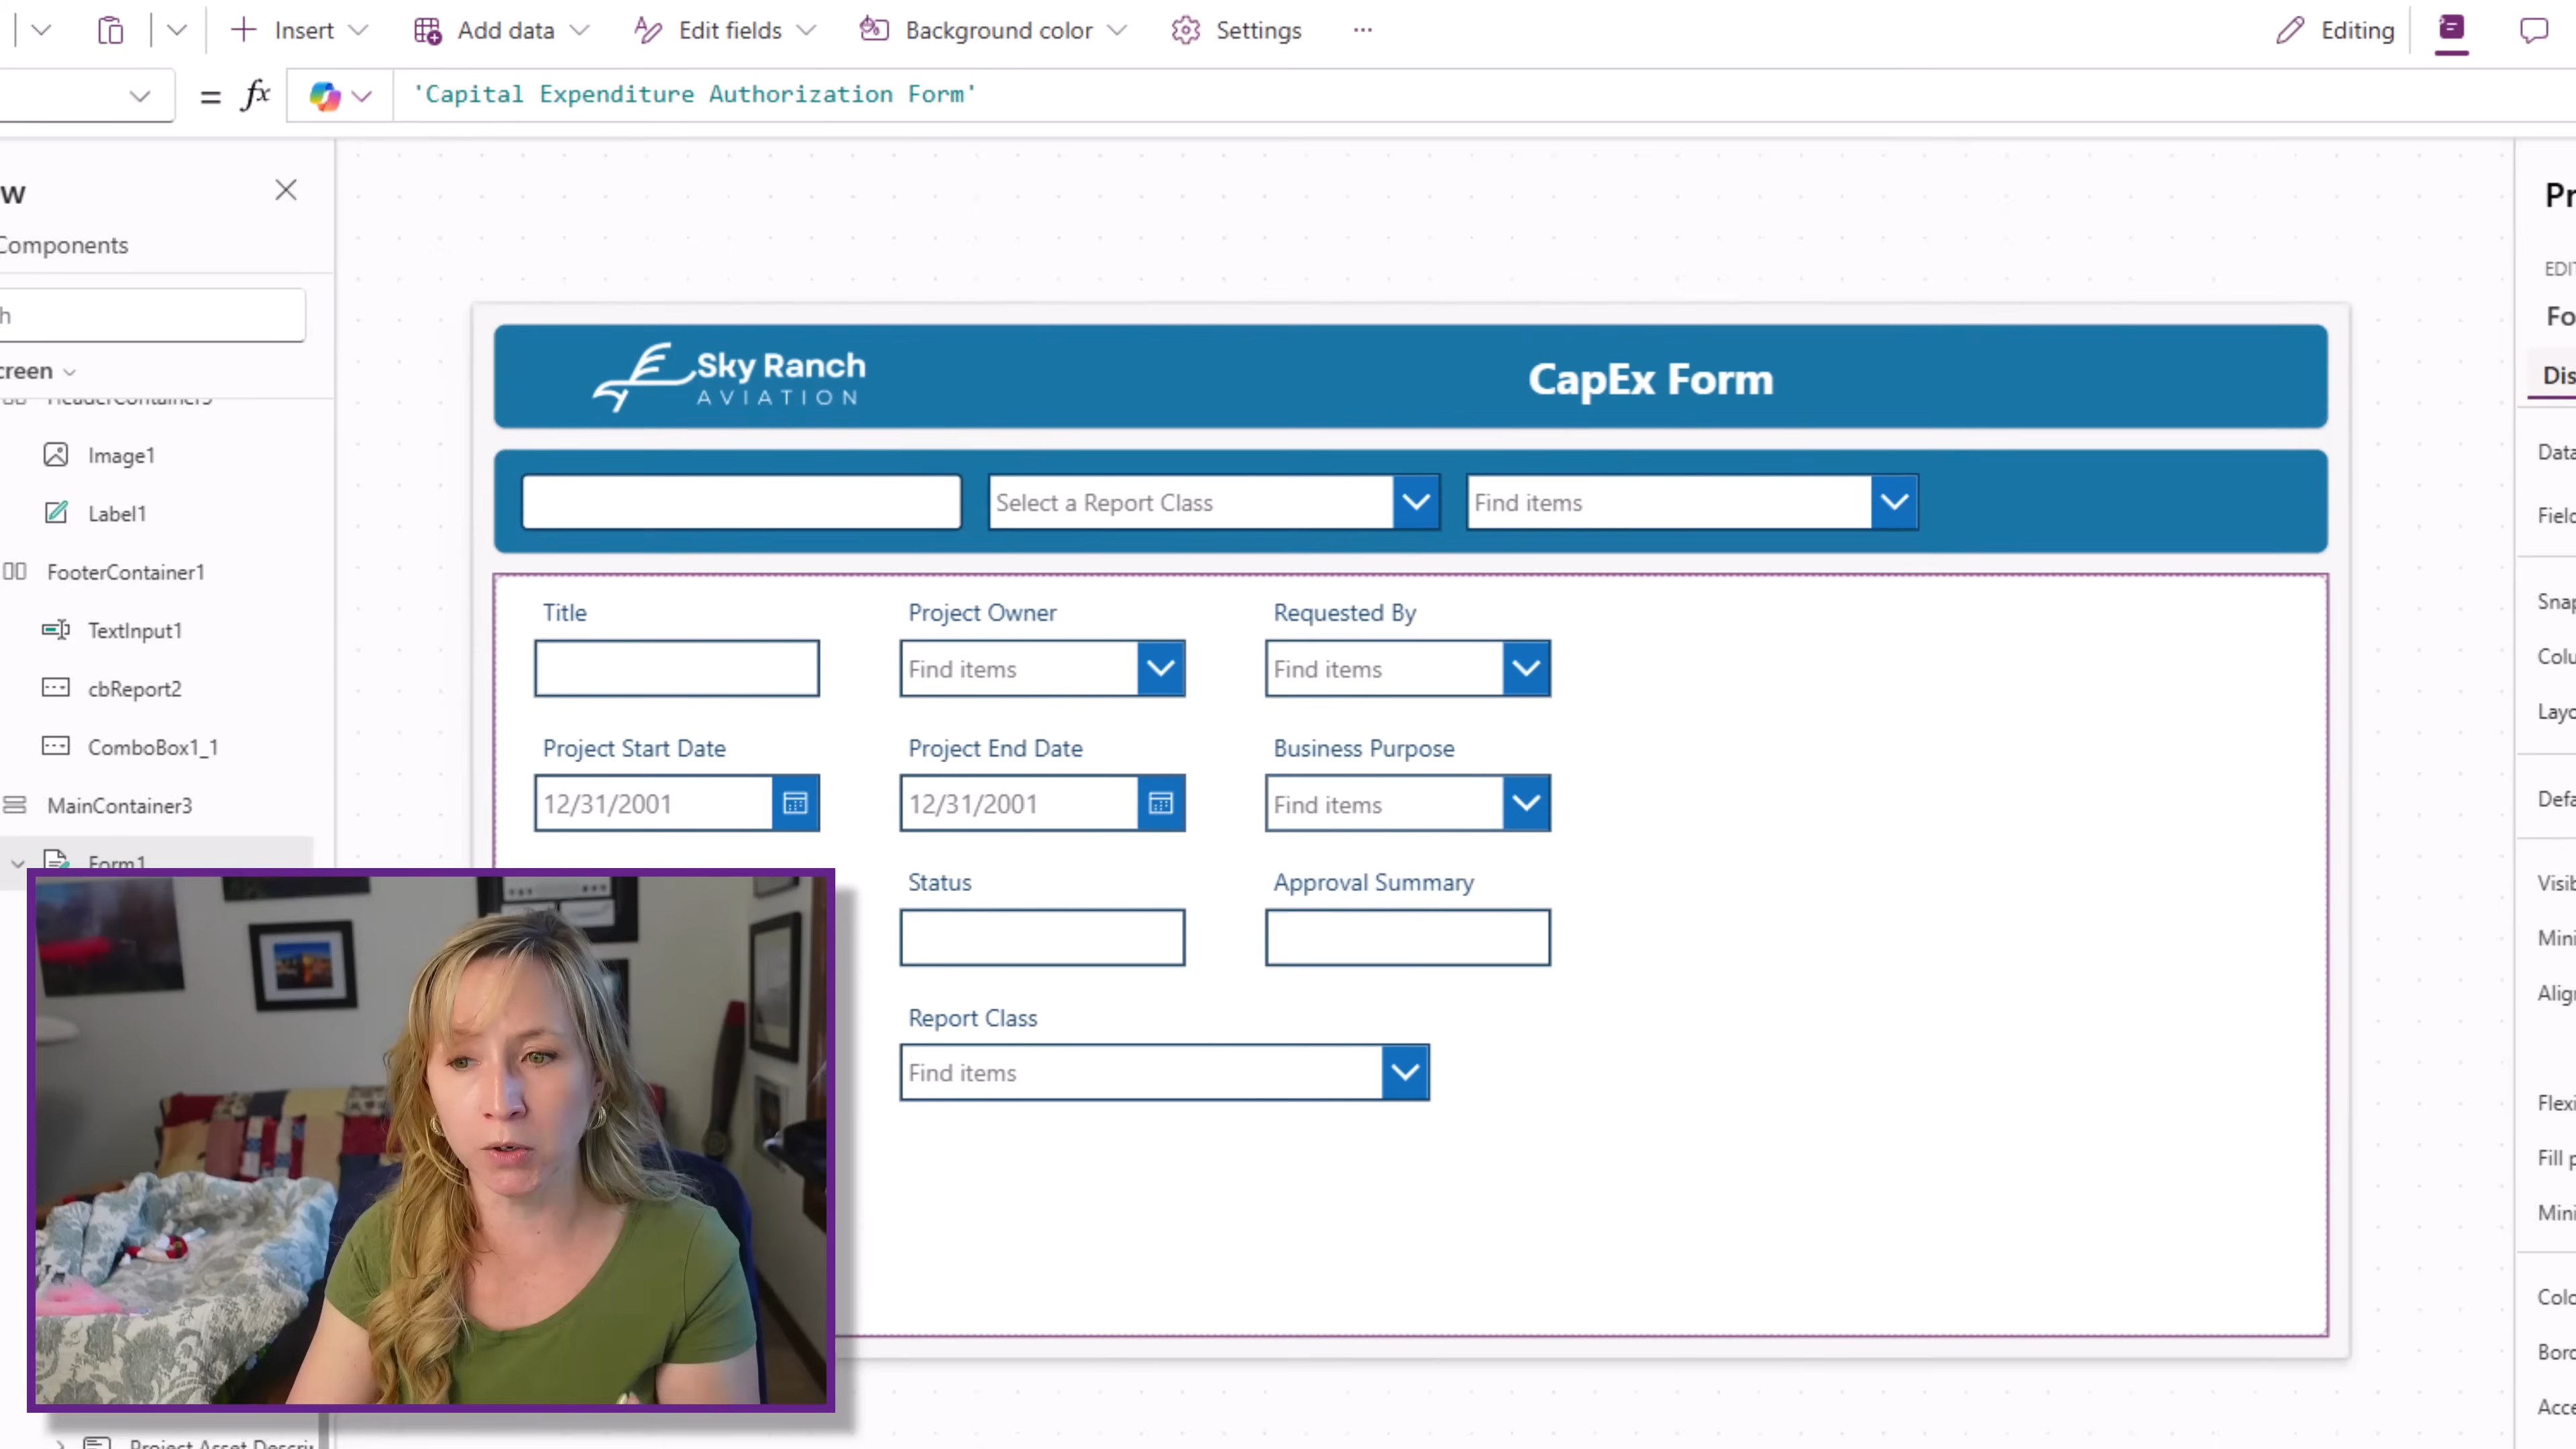 Insert
Add data
Edit fields
Background color
Settings
...
Editing
= fx
'Capital Expenditure Authorization Form'
Components
Image1
Label1
FooterContainer1
TextInput1
cbReport2
ComboBox1_1
MainContainer3
Form1
Sky Ranch
AVIATION
CapEx Form
Select a Report Class
Find items
Title
Project Owner
Requested By
Find items
Find items
Project Start Date
Project End Date
Business Purpose
12/31/2001
12/31/2001
Find items
Status
Approval Summary
Report Class
Find items
Data